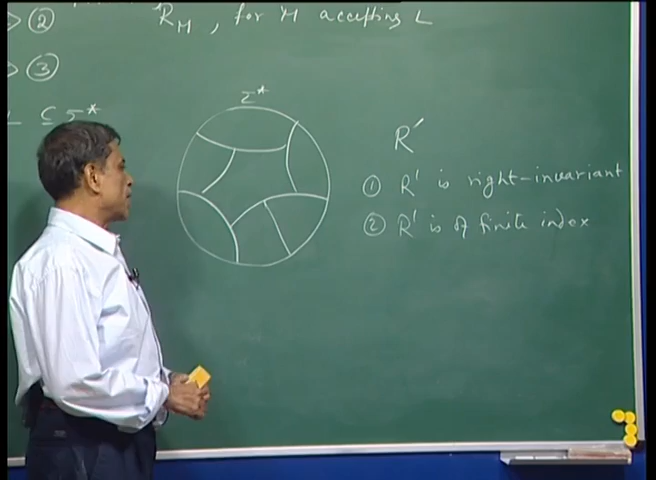 > ②
R_M , for M accepting L
> ③
L ⊆ Σ*
Σ*
R'
① R' is right-invariant
② R' is of finite index